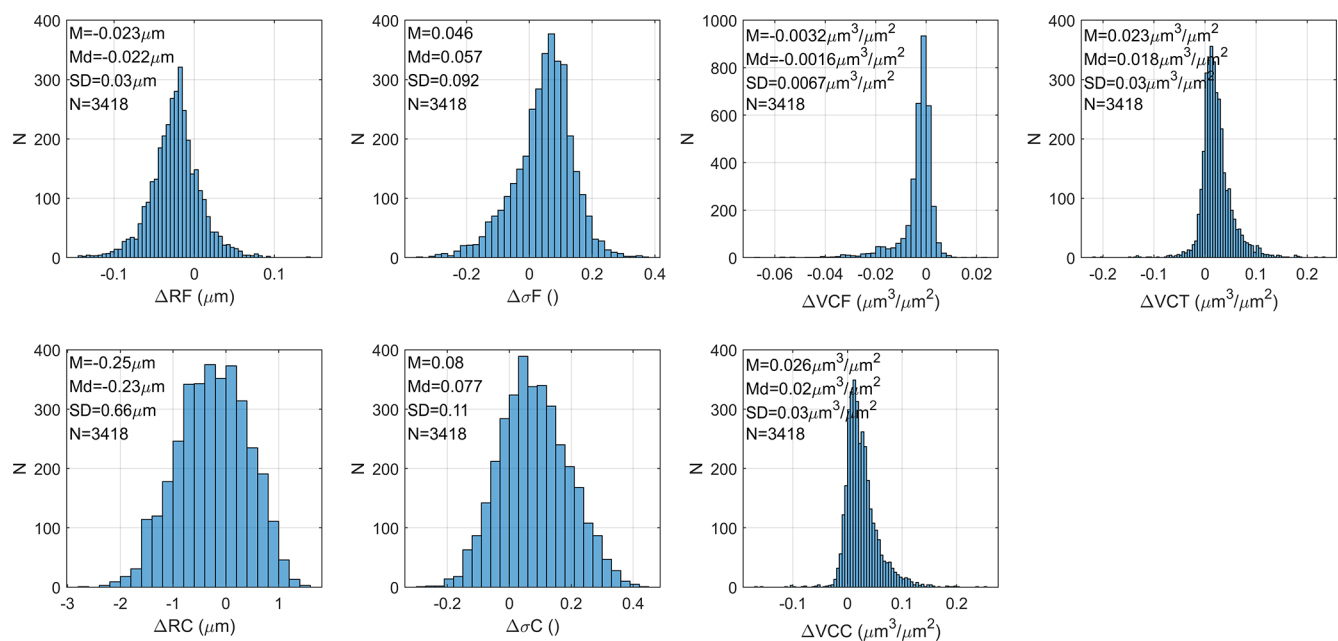 400
300
200
100
0
N
M=-0.023μm
Md=-0.022μm
SD=0.03μm
N=3418
-0.1 0 0.1
ΔRF (μm)
400
300
200
100
0
N
M=0.046
Md=0.057
SD=0.092
N=3418
-0.2 0 0.2 0.4
ΔσF ()
1000
800
600
400
200
0
N
M=-0.0032μm³/μm²
Md=-0.0016μm³/μm²
SD=0.0067μm³/μm²
N=3418
-0.06 -0.04 -0.02 0 0.02
ΔVCF (μm³/μm²)
400
300
200
100
0
N
M=0.023μm³/μm²
Md=0.018μm³/μm²
SD=0.03μm³/μm²
N=3418
-0.2 -0.1 0 0.1 0.2
ΔVCT (μm³/μm²)
400
300
200
100
0
N
M=-0.25μm
Md=-0.23μm
SD=0.66μm
N=3418
-3 -2 -1 0 1
ΔRC (μm)
400
300
200
100
0
N
M=0.08
Md=0.077
SD=0.11
N=3418
-0.2 0 0.2 0.4
ΔσC ()
400
300
200
100
0
N
M=0.026μm³/μm²
Md=0.02μm³/μm²
SD=0.03μm³/μm²
N=3418
-0.1 0 0.1 0.2
ΔVCC (μm³/μm²)